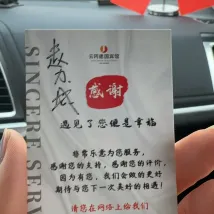 SINCERE SERV
感谢
遇见了您便是幸福
非常乐意为您服务，
感谢您的支持，感谢您的评价，
因为有您，我们会做的更好
期待与您下一次美好的相遇！
请您在网络上给我们